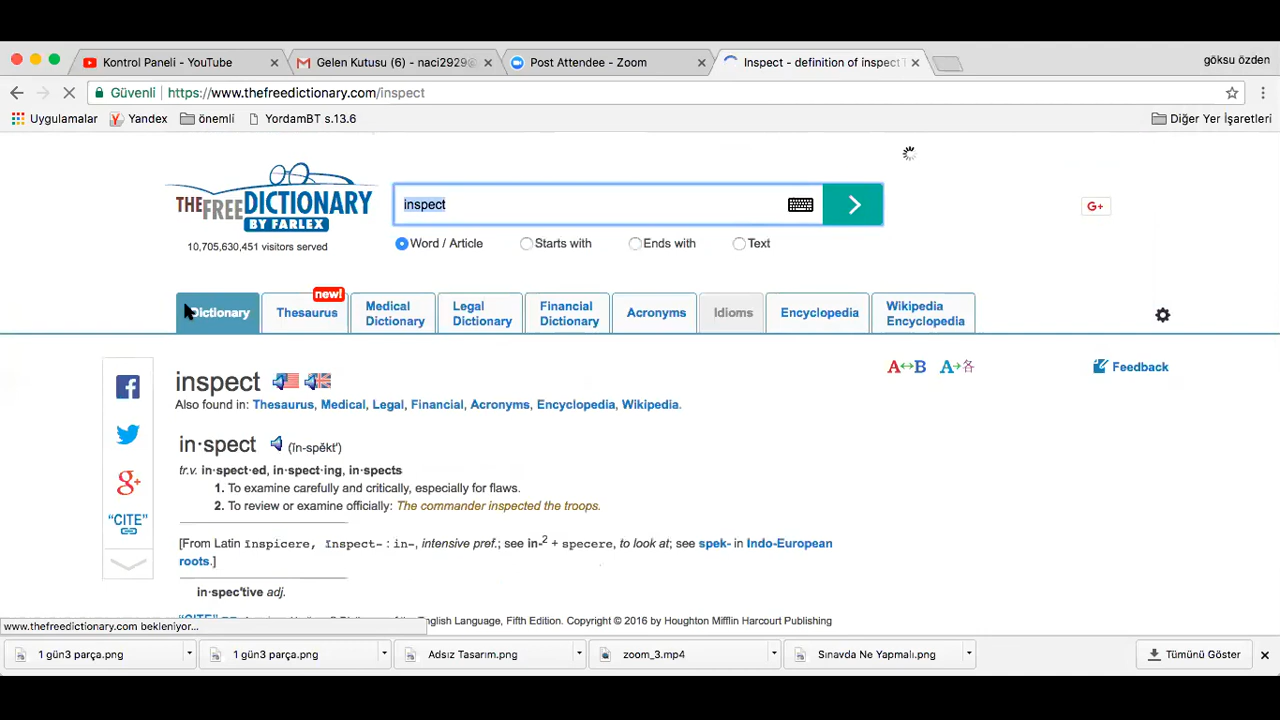 Kontrol Paneli - YouTube
Gelen Kutusu (6) - naci2929@
Post Attendee - Zoom
Inspect - definition of inspect
göksu özden
Güvenli
https://www.thefreedictionary.com/inspect
Uygulamalar
Yandex
önemli
YordamBT s.13.6
Diğer Yer İşaretleri
THEFREEDICTIONARY
BY FARLEX
10,705,630,451 visitors served
inspect
G+
Word / Article
Starts with
Ends with
Text
Dictionary
new!
Thesaurus
Medical
Dictionary
Legal
Dictionary
Financial
Dictionary
Acronyms
Idioms
Encyclopedia
Wikipedia
Encyclopedia
inspect
A↔B
A→各
Feedback
Also found in: Thesaurus, Medical, Legal, Financial, Acronyms, Encyclopedia, Wikipedia.
in·spect (ĭn-spĕkt′)
tr.v. in·spect·ed, in·spect·ing, in·spects
1. To examine carefully and critically, especially for flaws.
2. To review or examine officially: The commander inspected the troops.
[From Latin īnspicere, īnspect- : in-, intensive pref.; see in-2 + specere, to look at; see spek- in Indo-European
roots.]
in·spec′tive adj.
g+
"CITE"
English Language, Fifth Edition. Copyright © 2016 by Houghton Mifflin Harcourt Publishing
www.thefreedictionary.com bekleniyor...
1 gün3 parça.png
1 gün3 parça.png
Adsız Tasarım.png
zoom_3.mp4
Sınavda Ne Yapmalı.png
Tümünü Göster